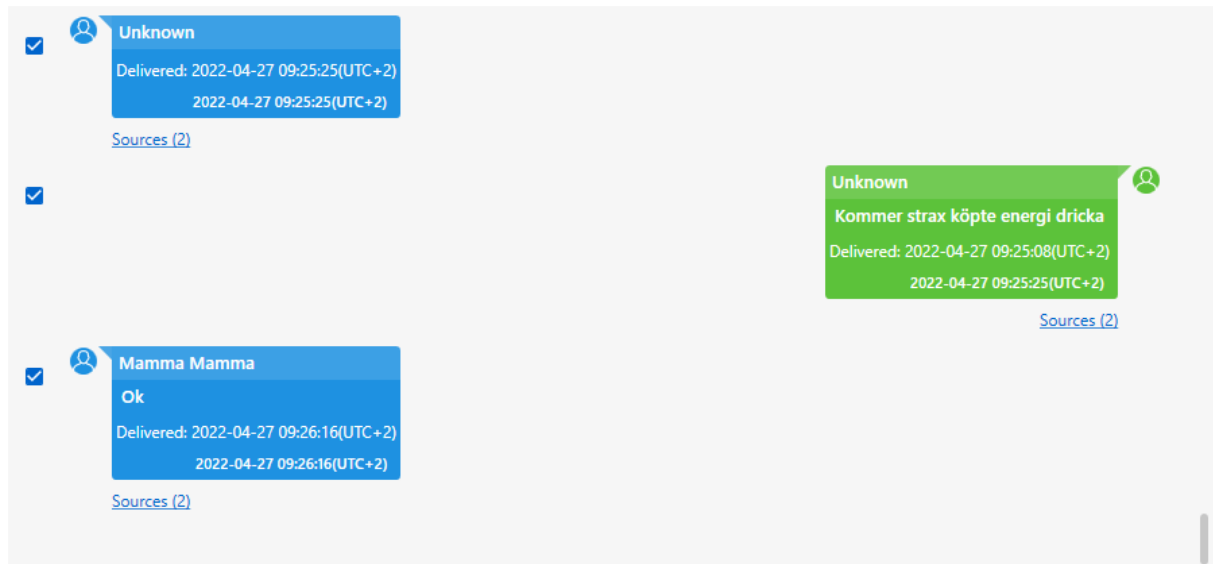 Unknown
Delivered: 2022-04-27 09:25:25(UTC+2)
2022-04-27 09:25:25(UTC+2)
Sources (2)
Unknown
Kommer strax köpte energi dricka
Delivered: 2022-04-27 09:25:08(UTC+2)
2022-04-27 09:25:25(UTC+2)
Sources (2)
Mamma Mamma
Ok
Delivered: 2022-04-27 09:26:16(UTC+2)
2022-04-27 09:26:16(UTC+2)
Sources (2)